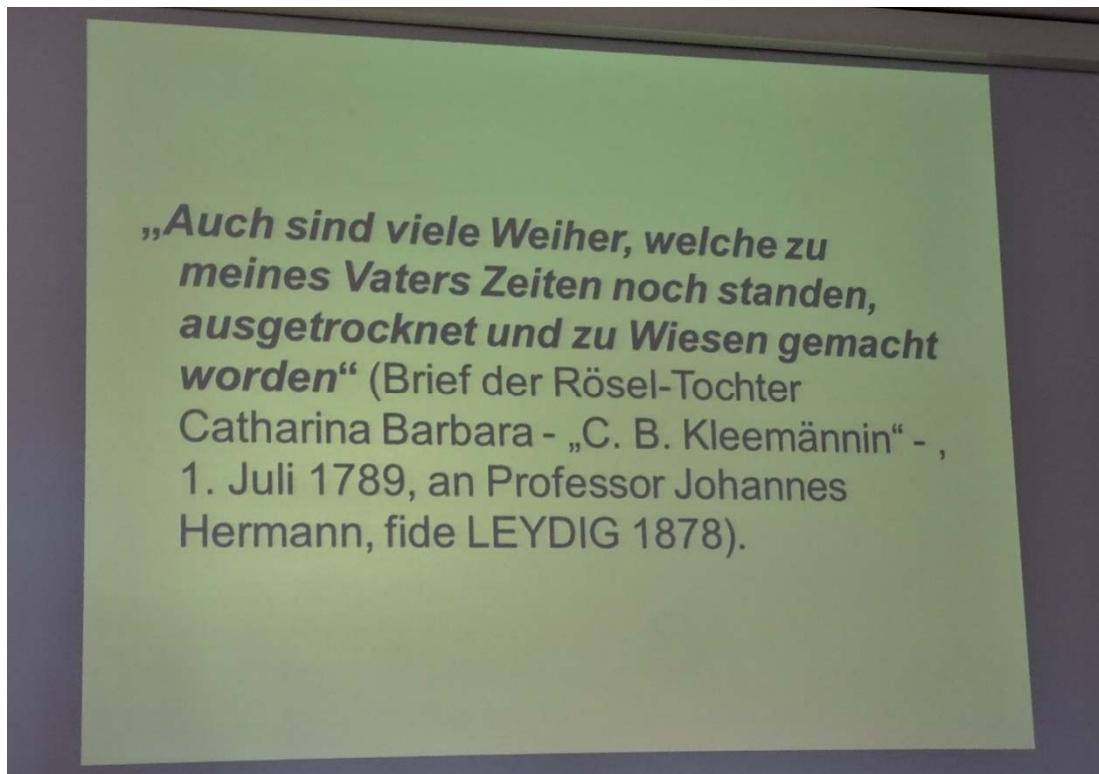 „Auch sind viele Weiher, welche zu
meines Vaters Zeiten noch standen,
ausgetrocknet und zu Wiesen gemacht
worden“ (Brief der Rösel-Tochter
Catharina Barbara - „C. B. Kleemännin“ - ,
1. Juli 1789, an Professor Johannes
Hermann, fide LEYDIG 1878).